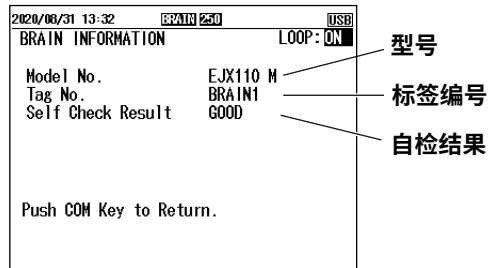 2020/08/31 13:32 BRAIN 250 USB
BRAIN INFORMATION LOOP: ON
Model No. EJX110 M 型号
Tag No. BRAIN1 标签编号
Self Check Result GOOD 自检结果
Push COM Key to Return.